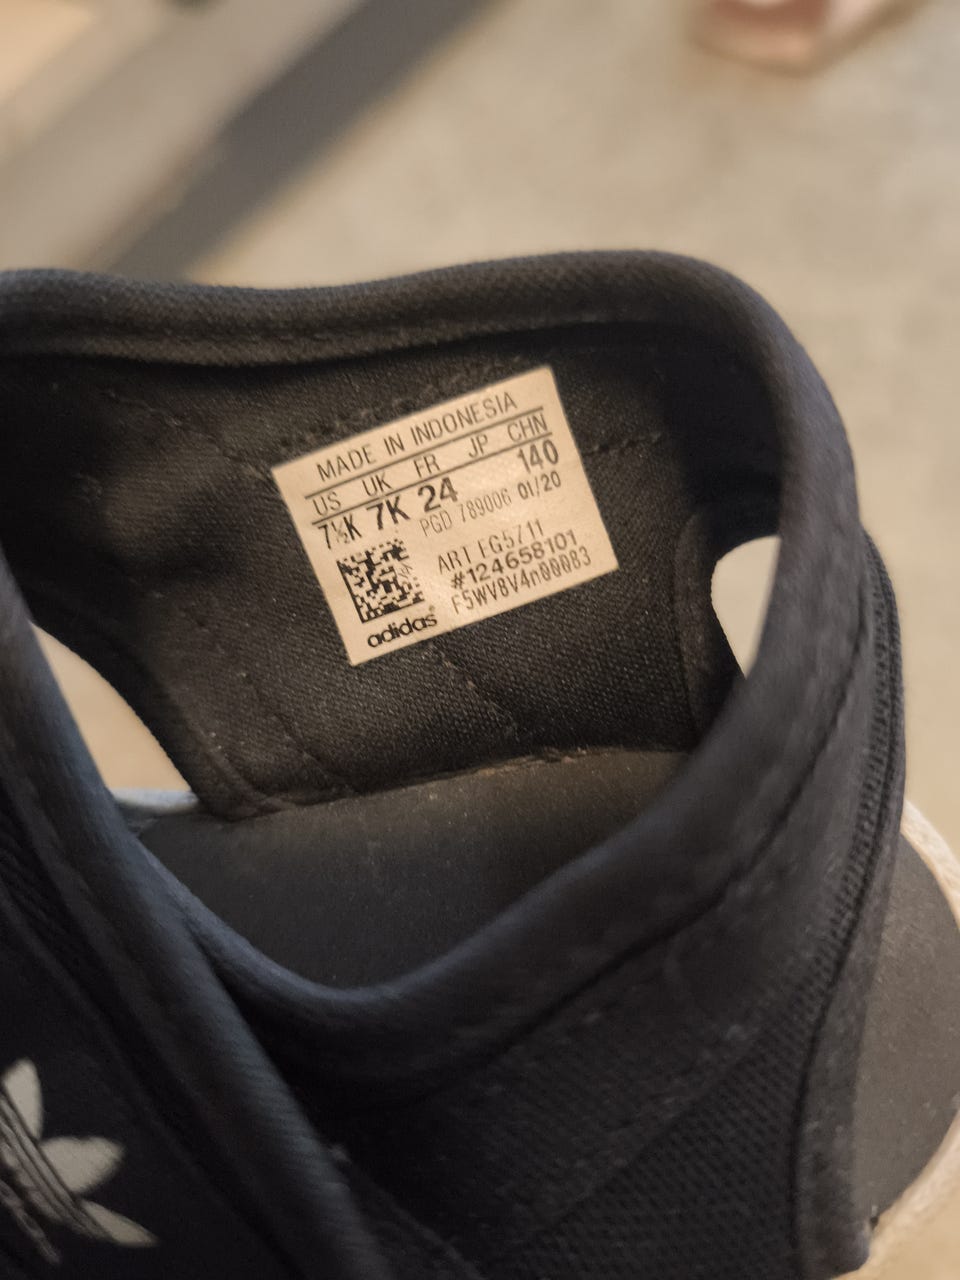 MADE IN INDONESIA
US UK FR JP CHN
7½K 7K 24 140
PGD 789006 01/20
ART EG5711
#124658101
F5WV8V4n00083
adidas